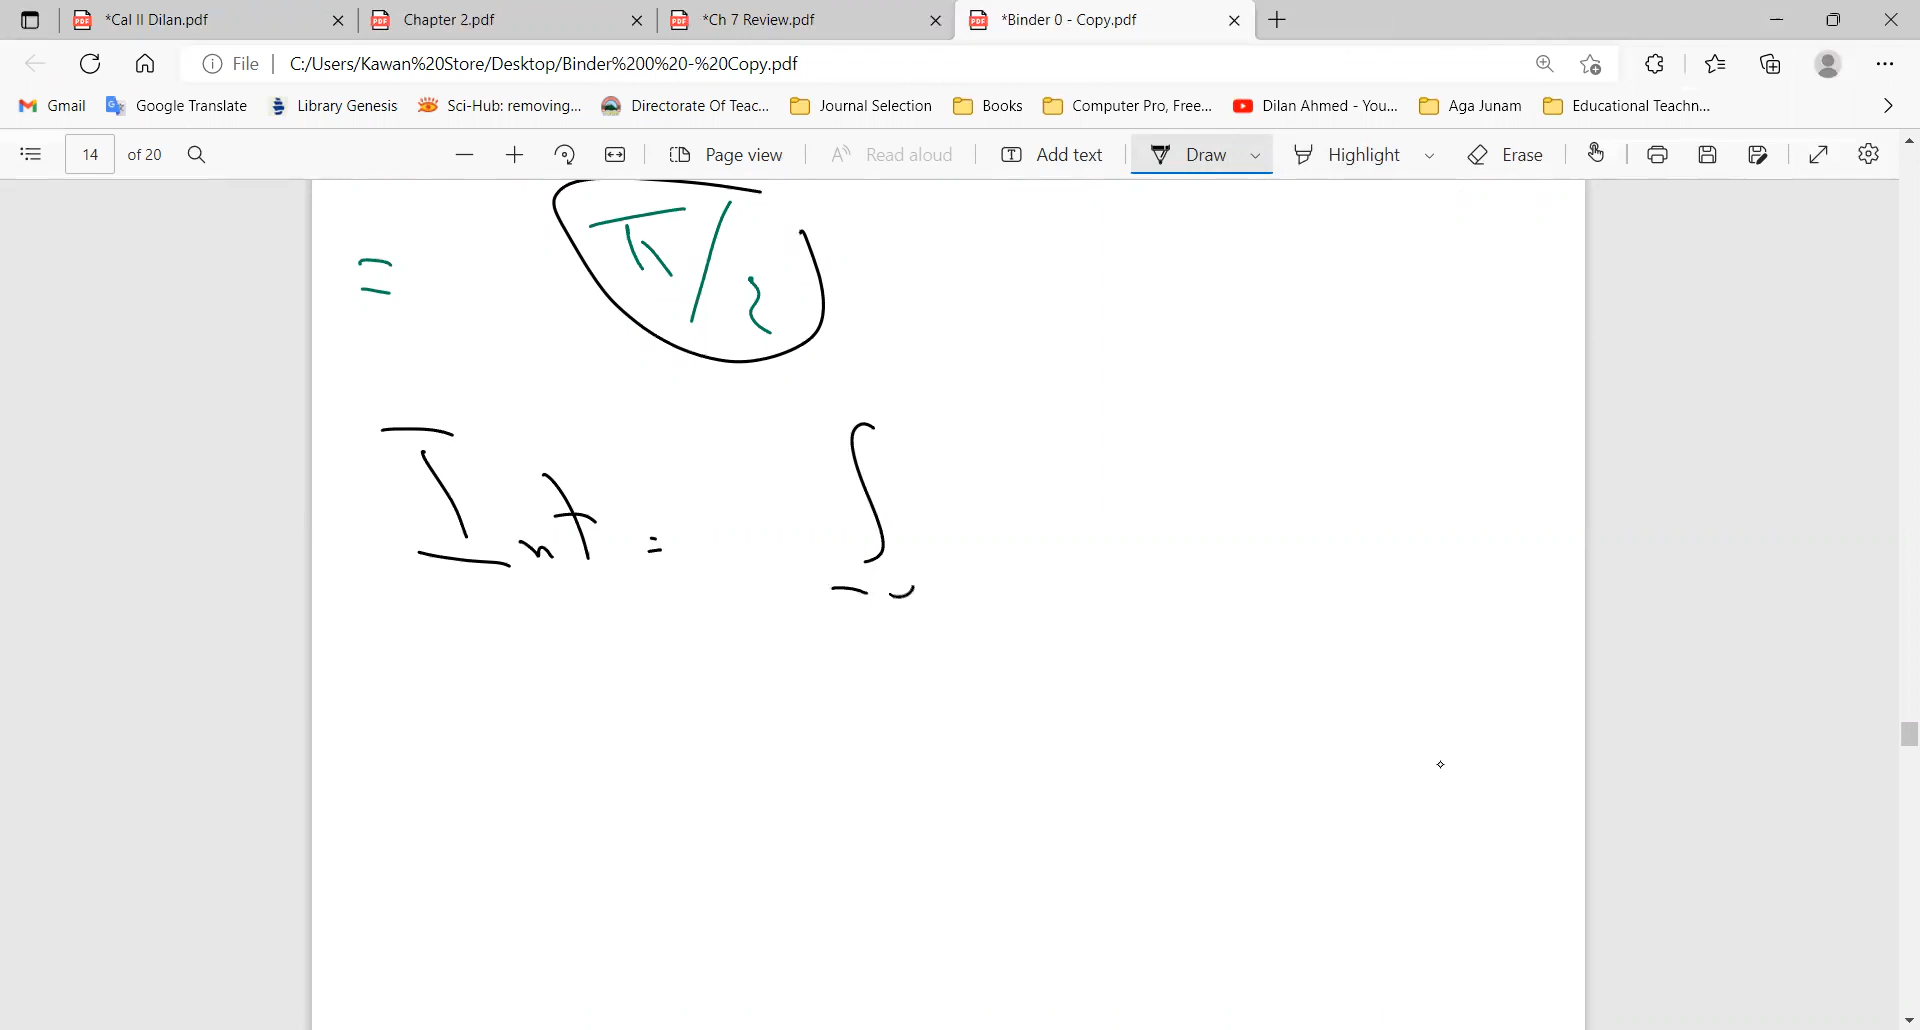 *Cal II Dilan.pdf Chapter 2.pdf *Ch 7 Review.pdf *Binder 0 - Copy.pdf
File C:/Users/Kawan%20Store/Desktop/Binder%200%20-%20Copy.pdf
Gmail Google Translate Library Genesis Sci-Hub: removing... Directorate Of Teac... Journal Selection Books Computer Pro, Free... Dilan Ahmed - You... Aga Junam Educational Teachn...
14 of 20 Page view Read aloud Add text Draw Highlight Erase
= π/2
Int = ∫